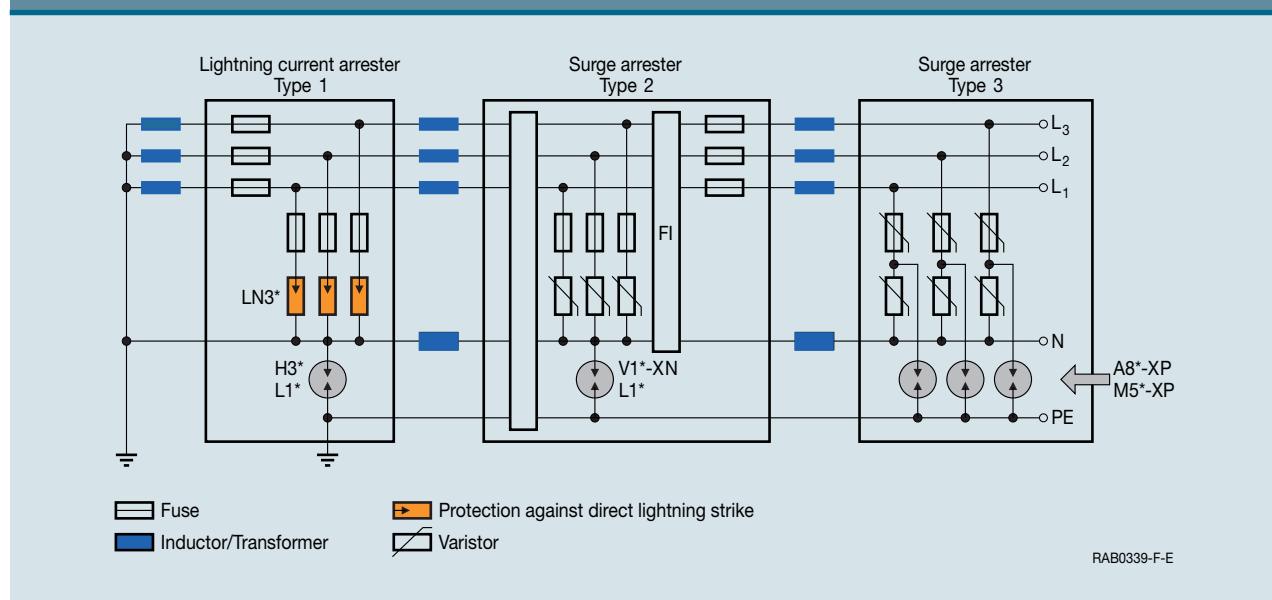 Lightning current arrester
Type 1
Surge arrester
Type 2
Surge arrester
Type 3
L3
L2
L1
FI
LN3*
N
H3*
L1*
V1*-XN
L1*
A8*-XP
M5*-XP
PE
Fuse
Protection against direct lightning strike
Inductor/Transformer
Varistor
RAB0339-F-E